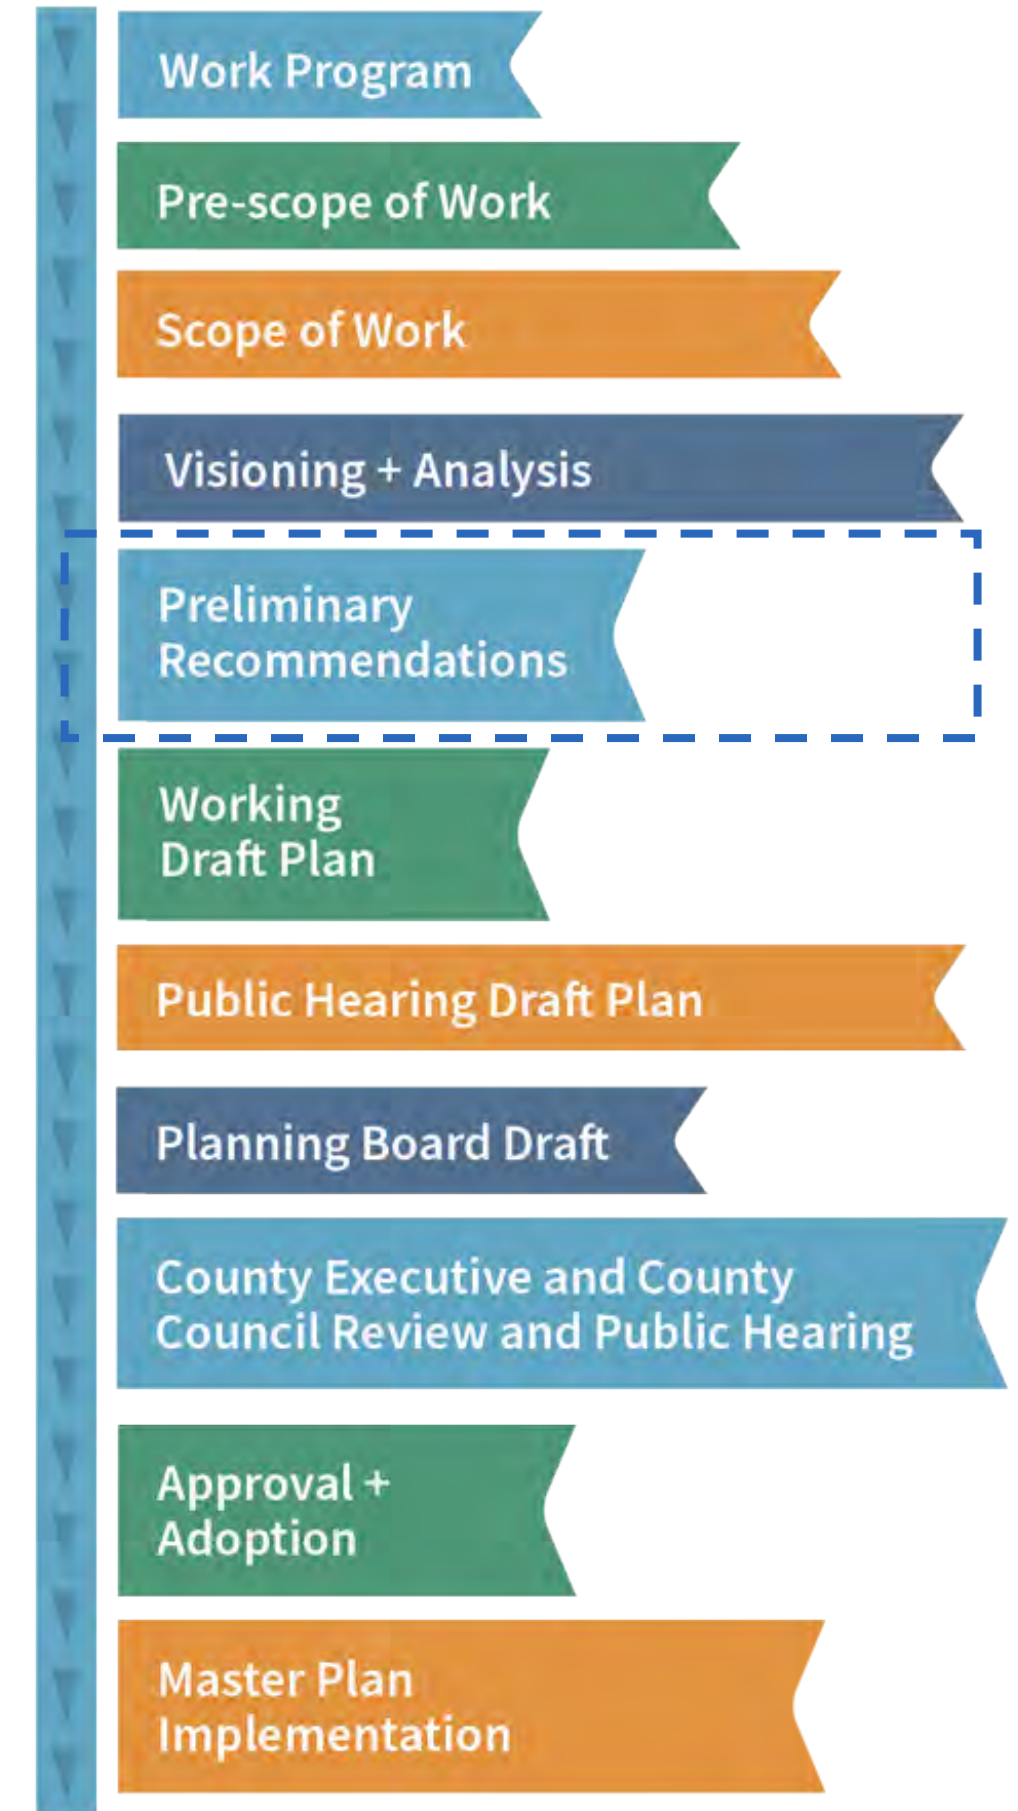 Work Program
Pre-scope of Work
Scope of Work
Visioning + Analysis
Preliminary
Recommendations
Working
Draft Plan
Public Hearing Draft Plan
Planning Board Draft
County Executive and County
Council Review and Public Hearing
Approval +
Adoption
Master Plan
Implementation